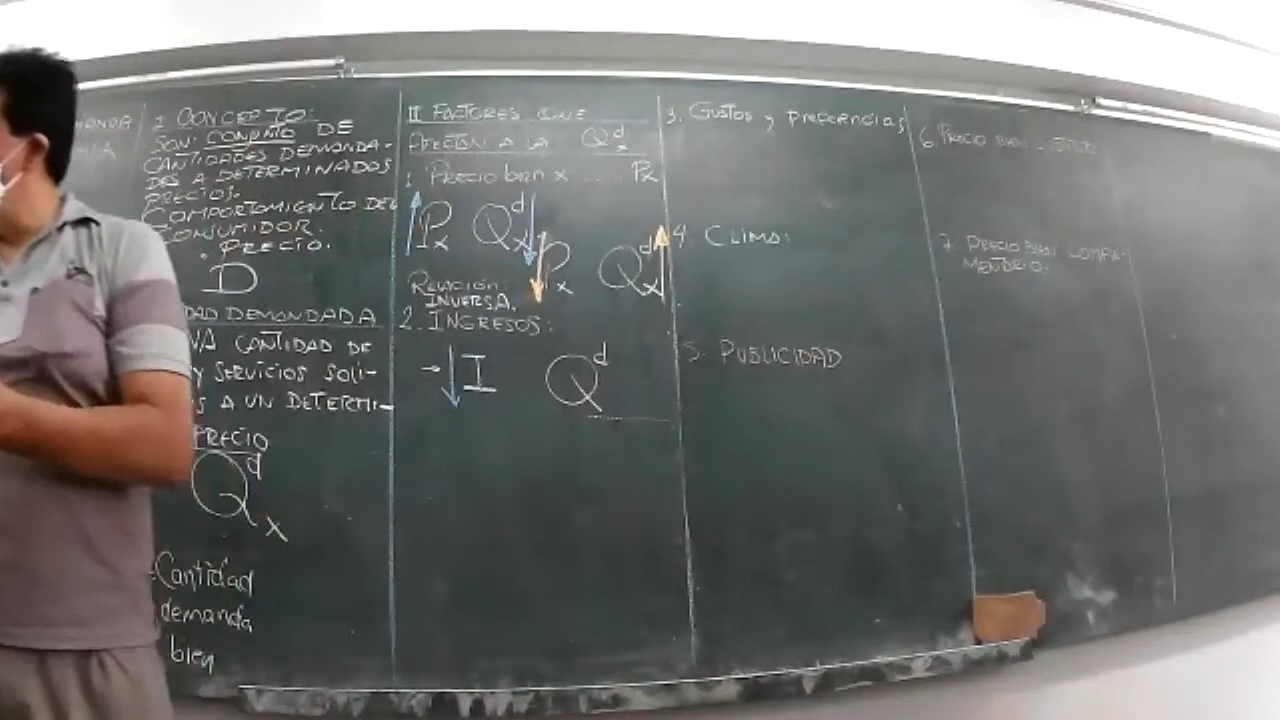 I CONCEPTO:
SON: CONJUNTO DE
CANTIDADES DEMANDA-
DAS A DETERMINADOS
PRECIOS.
COMPORTAMIENTO DEL
CONSUMIDOR.
. PRECIO.
D
DAD DEMANDADA
CANTIDAD DE
Y SERVICIOS SOLI-
S A UN DETERMI-
PRECIO
Q d x
-Cantidad
demanda
bien
II FACTORES QUE
AFECTAN A LA Q d x
1. Precio bien x ... Px
Px Q d x
Px Q d x
RELACIÓN
INVERSA.
2. INGRESOS:
- ↓ I Q d
3. Gustos y preferencias
4. CLIMA:
5. PUBLICIDAD
6. PRECIO BIEN
7. PRECIO BIEN COMPLE-
MENTARIO.